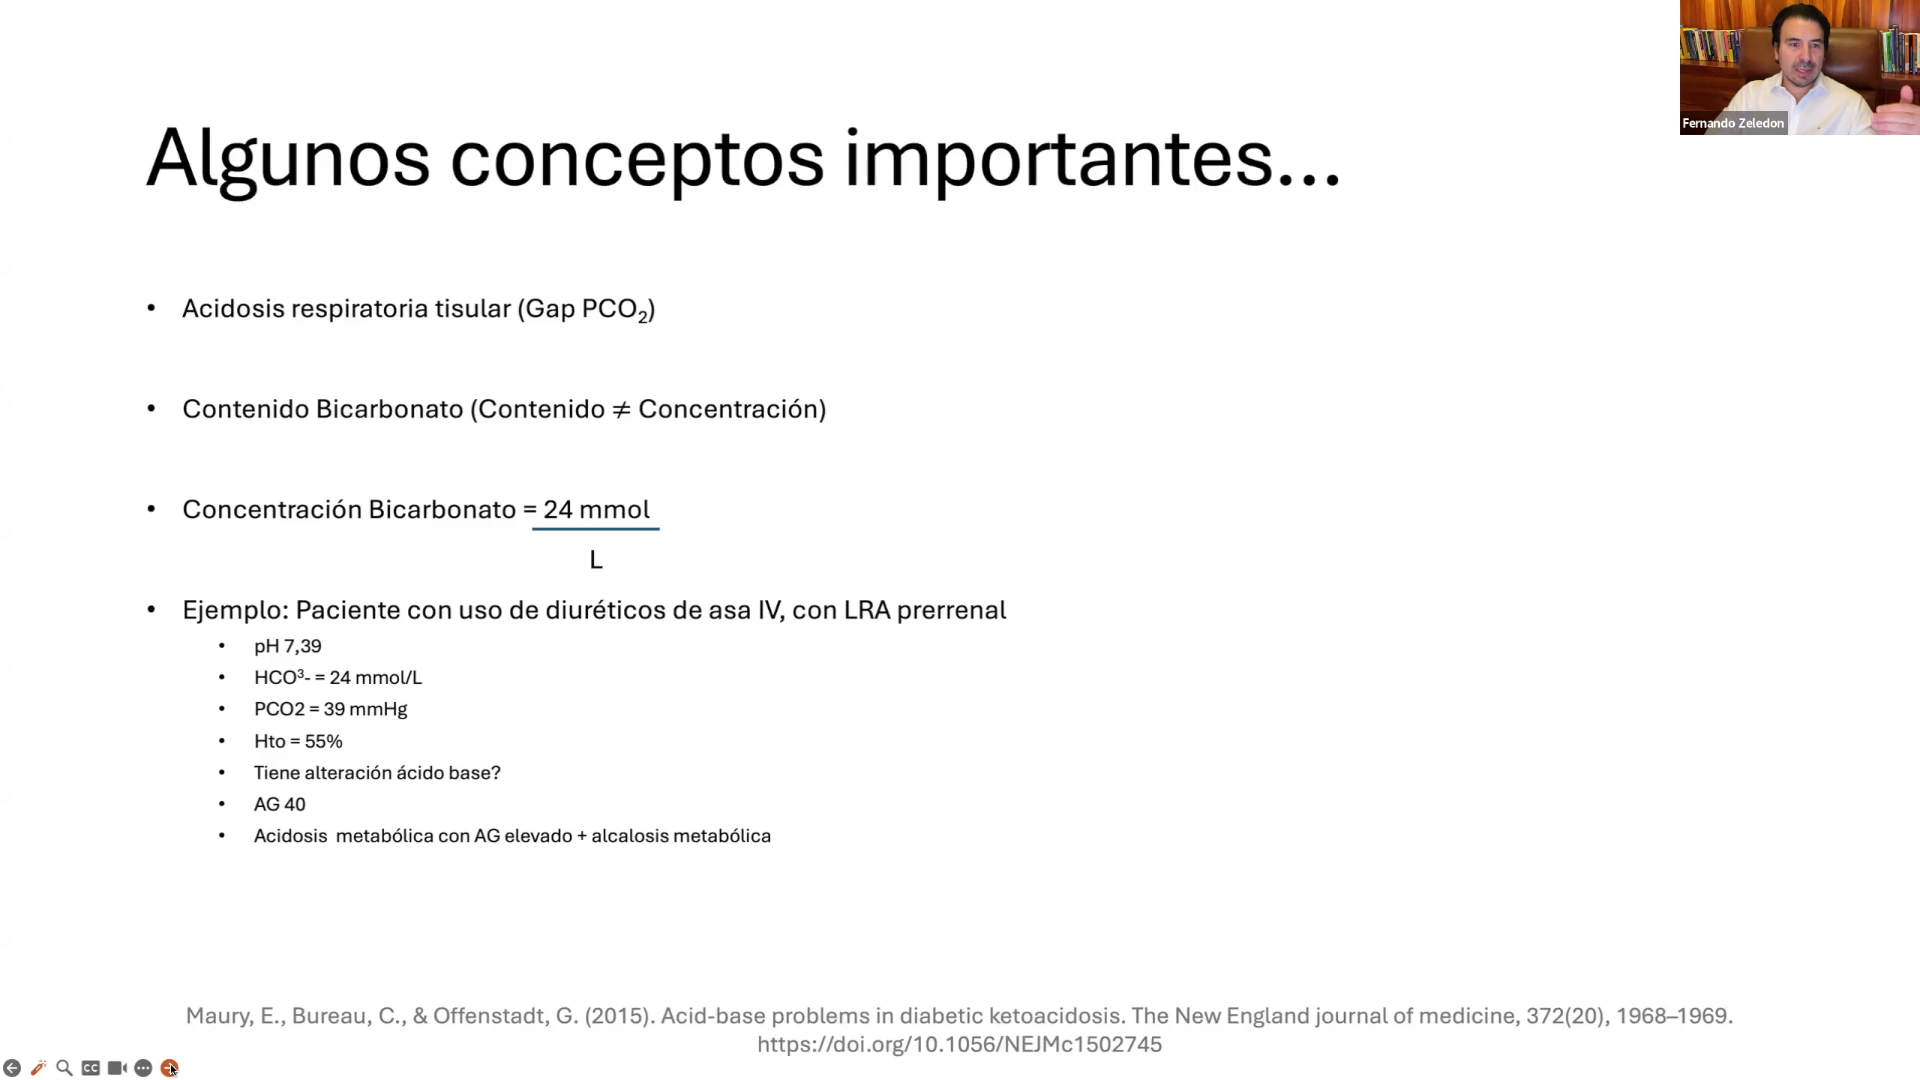 Fernando Zeledon
Algunos conceptos importantes...
• Acidosis respiratoria tisular (Gap PCO₂)
• Contenido Bicarbonato (Contenido ≠ Concentración)
• Concentración Bicarbonato = 24 mmol
L
• Ejemplo: Paciente con uso de diuréticos de asa IV, con LRA prerrenal
• pH 7,39
• HCO³- = 24 mmol/L
• PCO2 = 39 mmHg
• Hto = 55%
• Tiene alteración ácido base?
• AG 40
• Acidosis metabólica con AG elevado + alcalosis metabólica
Maury, E., Bureau, C., & Offenstadt, G. (2015). Acid-base problems in diabetic ketoacidosis. The New England journal of medicine, 372(20), 1968–1969.
https://doi.org/10.1056/NEJMc1502745
CC